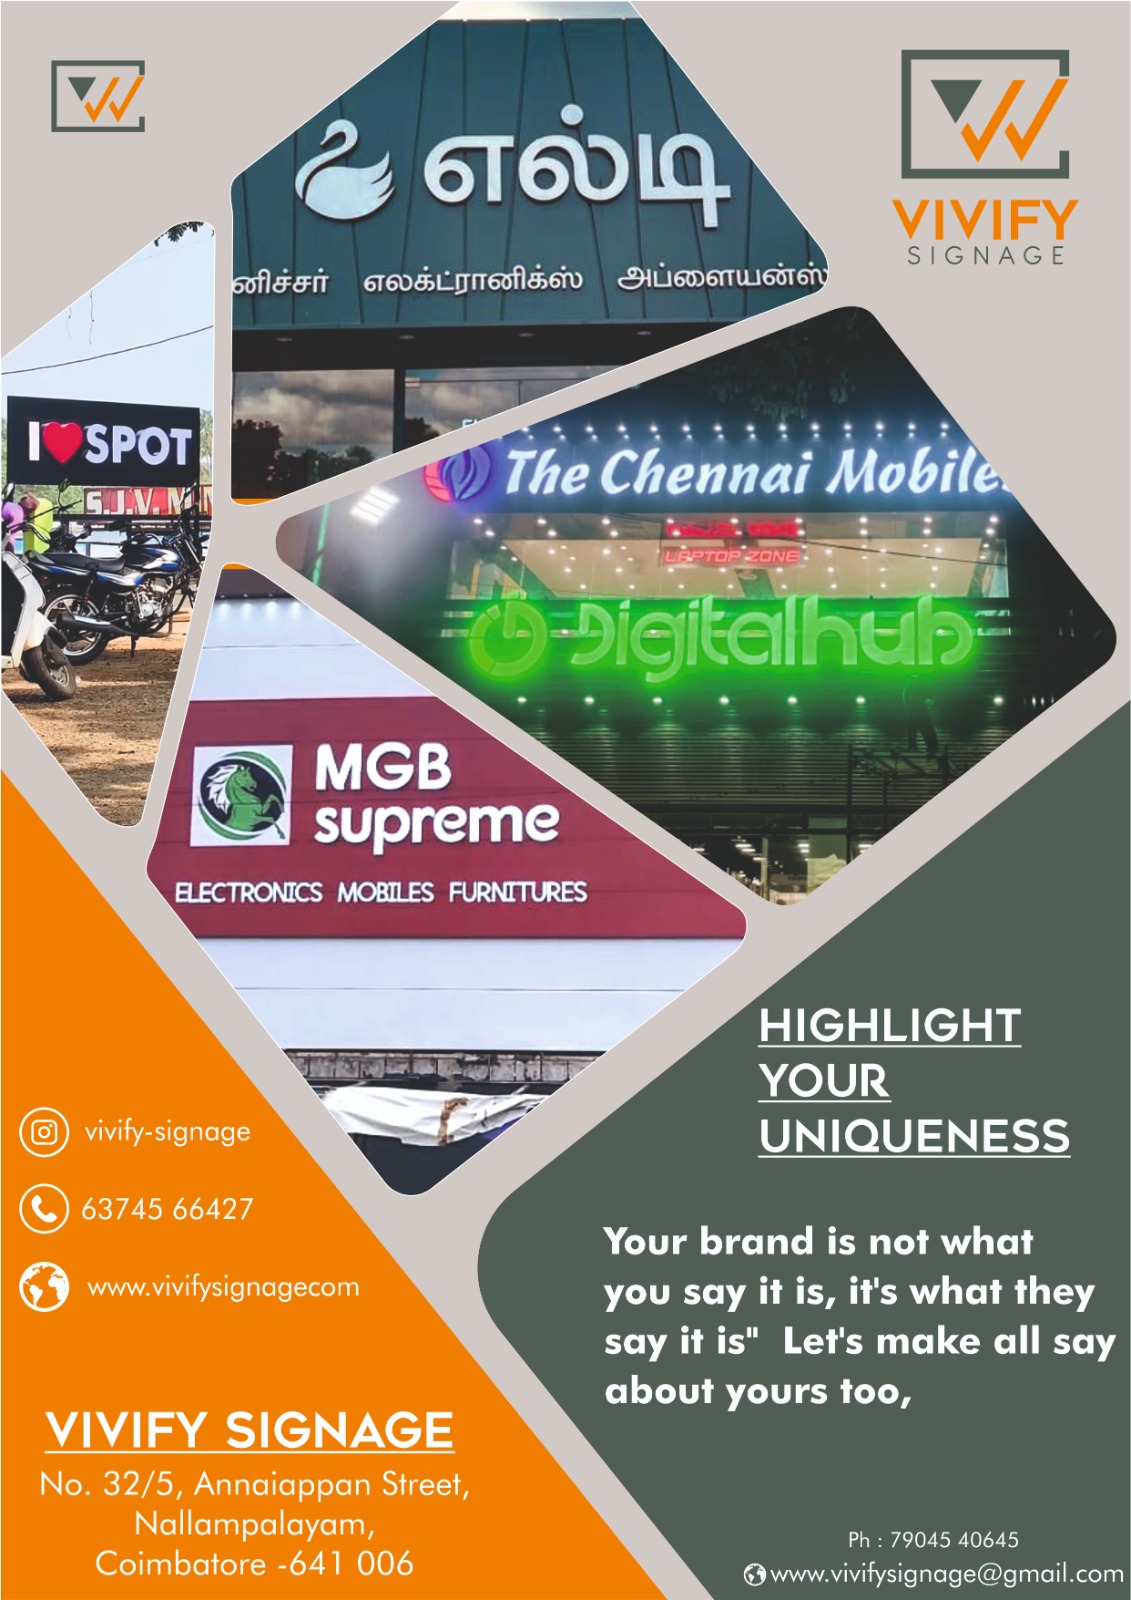 VIVIFY
SIGNAGE
எல்டி
னிச்சர் எலக்ட்ரானிக்ஸ் அப்ளையன்ஸ்
I SPOT
S.J.V. M
The Chennai Mobiles
LAPTOP ZONE
Digitalhub
MGB
supreme
ELECTRONICS MOBILES FURNITURES
HIGHLIGHT
YOUR
UNIQUENESS
Your brand is not what
you say it is, it's what they
say it is" Let's make all say
about yours too,
vivify-signage
63745 66427
www.vivifysignagecom
VIVIFY SIGNAGE
No. 32/5, Annaiappan Street,
Nallampalayam,
Coimbatore -641 006
Ph : 79045 40645
www.vivifysignage@gmail.com